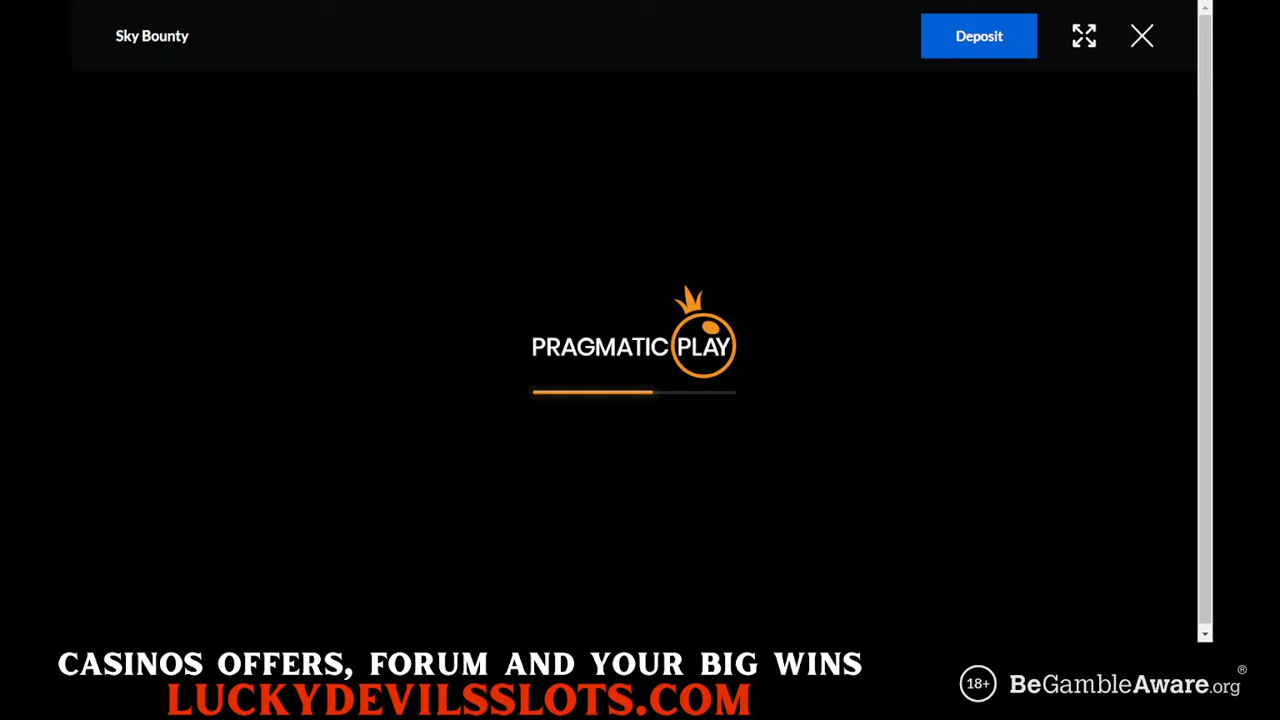 Sky Bounty
Deposit
PRAGMATIC PLAY
CASINOS OFFERS, FORUM AND YOUR BIG WINS
LUCKYDEVILSSLOTS.COM
18+ BeGambleAware.org®